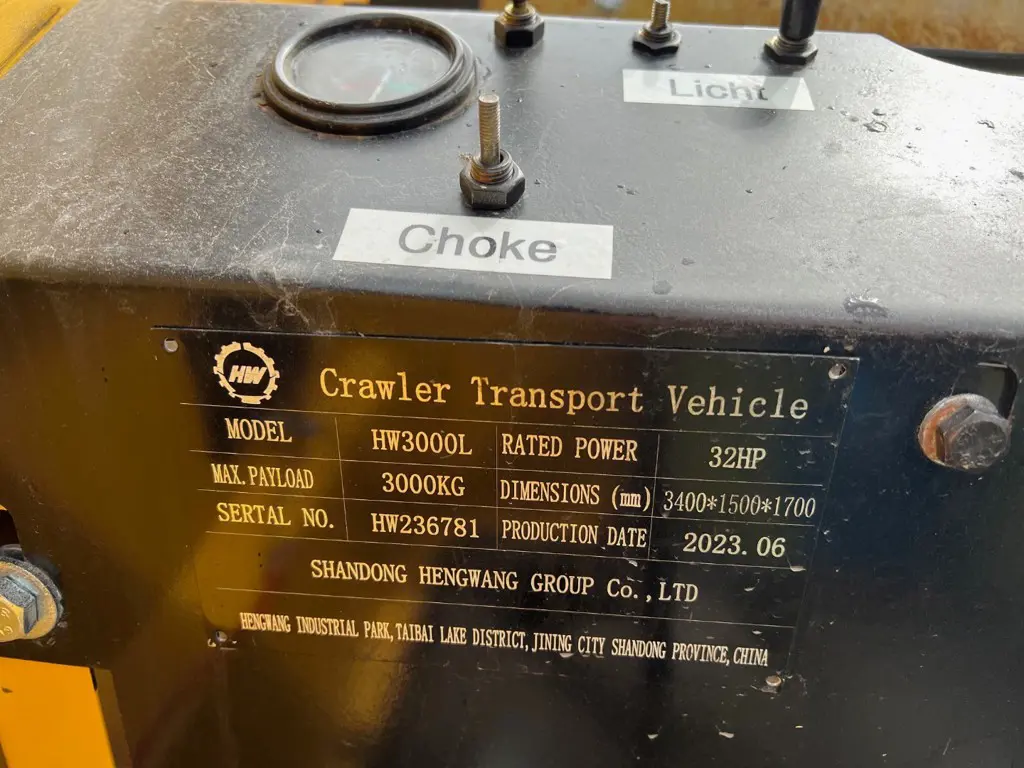 Licht
Choke
HW Crawler Transport Vehicle
MODEL HW3000L RATED POWER 32HP
MAX.PAYLOAD 3000KG DIMENSIONS (mm) 3400*1500*1700
SERTAL NO. HW236781 PRODUCTION DATE 2023.06
SHANDONG HENGWANG GROUP Co.,LTD
HENGWANG INDUSTRIAL PARK,TAIBAI LAKE DISTRICT,JINING CITY SHANDONG PROVINCE,CHINA